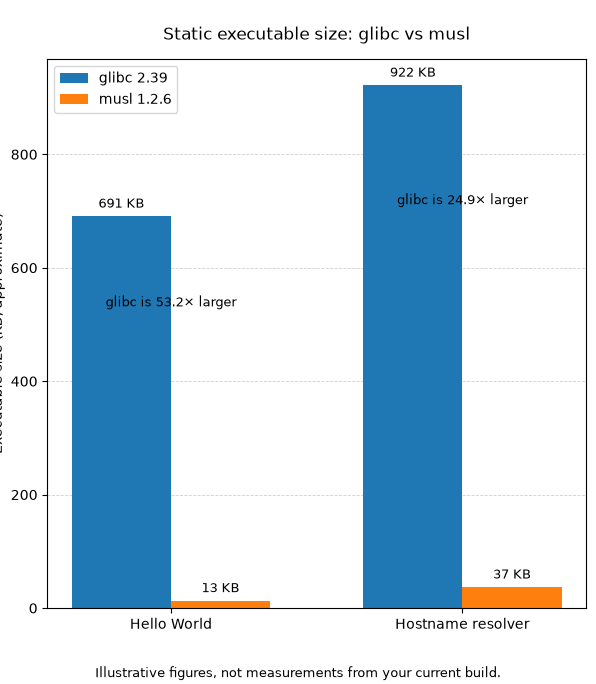 Static executable size: glibc vs musl
glibc 2.39
musl 1.2.6
922 KB
800
691 KB
glibc is 24.9× larger
600
glibc is 53.2× larger
400
200
13 KB
37 KB
0
Hello World
Hostname resolver
Illustrative figures, not measurements from your current build.